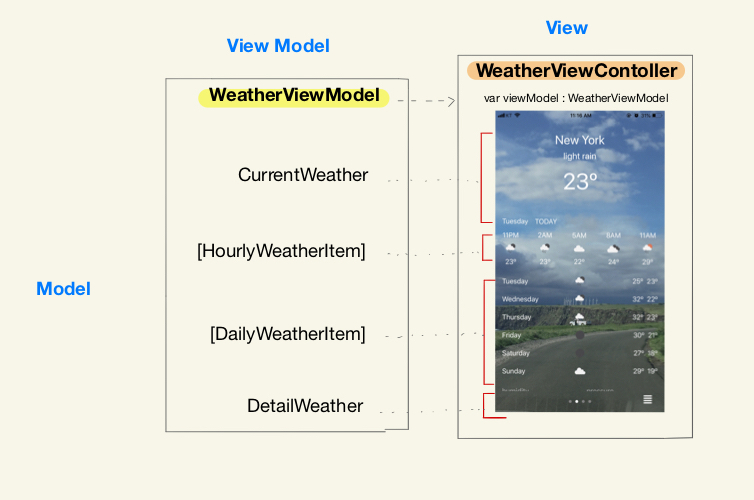 View
View Model
WeatherViewContoller
WeatherViewModel
var viewModel : WeatherViewModel
11:16 AM
New York
light rain
CurrentWeather
23°
Tuesday TODAY
11PM 2AM 5AM 8AM 11AM
[HourlyWeatherItem]
23° 23° 22° 24° 29°
Tuesday 25° 23°
Model
Wednesday 32° 22°
Thursday 32° 23°
[DailyWeatherItem]
Friday 30° 21°
Saturday 27° 18°
Sunday 29° 19°
DetailWeather